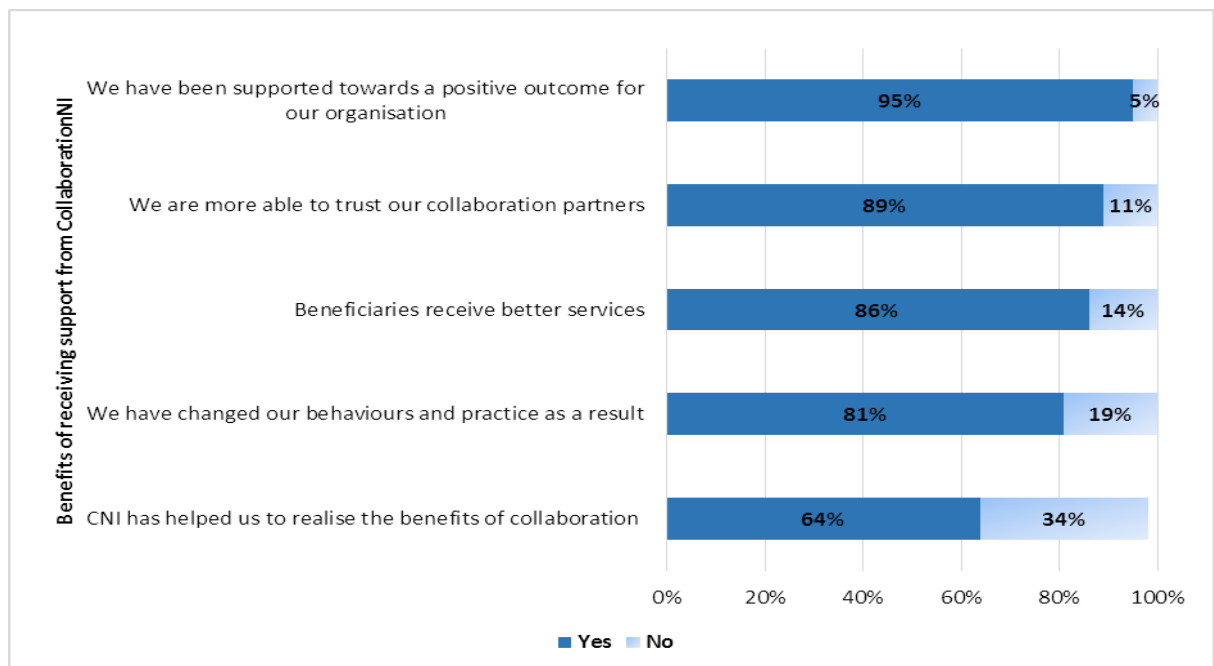 Benefits of receiving support from CollaborationNI
We have been supported towards a positive outcome for
our organisation
95%
5%
We are more able to trust our collaboration partners
89%
11%
Beneficiaries receive better services
86%
14%
We have changed our behaviours and practice as a result
81%
19%
CNI has helped us to realise the benefits of collaboration
64%
34%
0%
20%
40%
60%
80%
100%
Yes
No